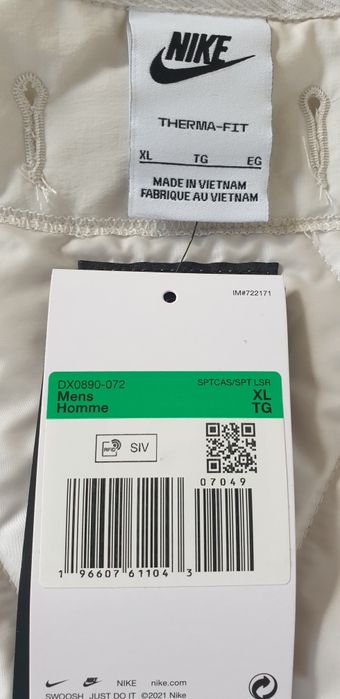 NIKE
THERMA-FIT
XL TG EG
MADE IN VIETNAM
FABRIQUE AU VIETNAM
IM#722171
DX0890-072 SPTCAS/SPT LSR
Mens XL
Homme TG
RFID SIV
07049
1 96607 61104 3
NIKE nike.com
SWOOSH JUST DO IT ©2021 Nike